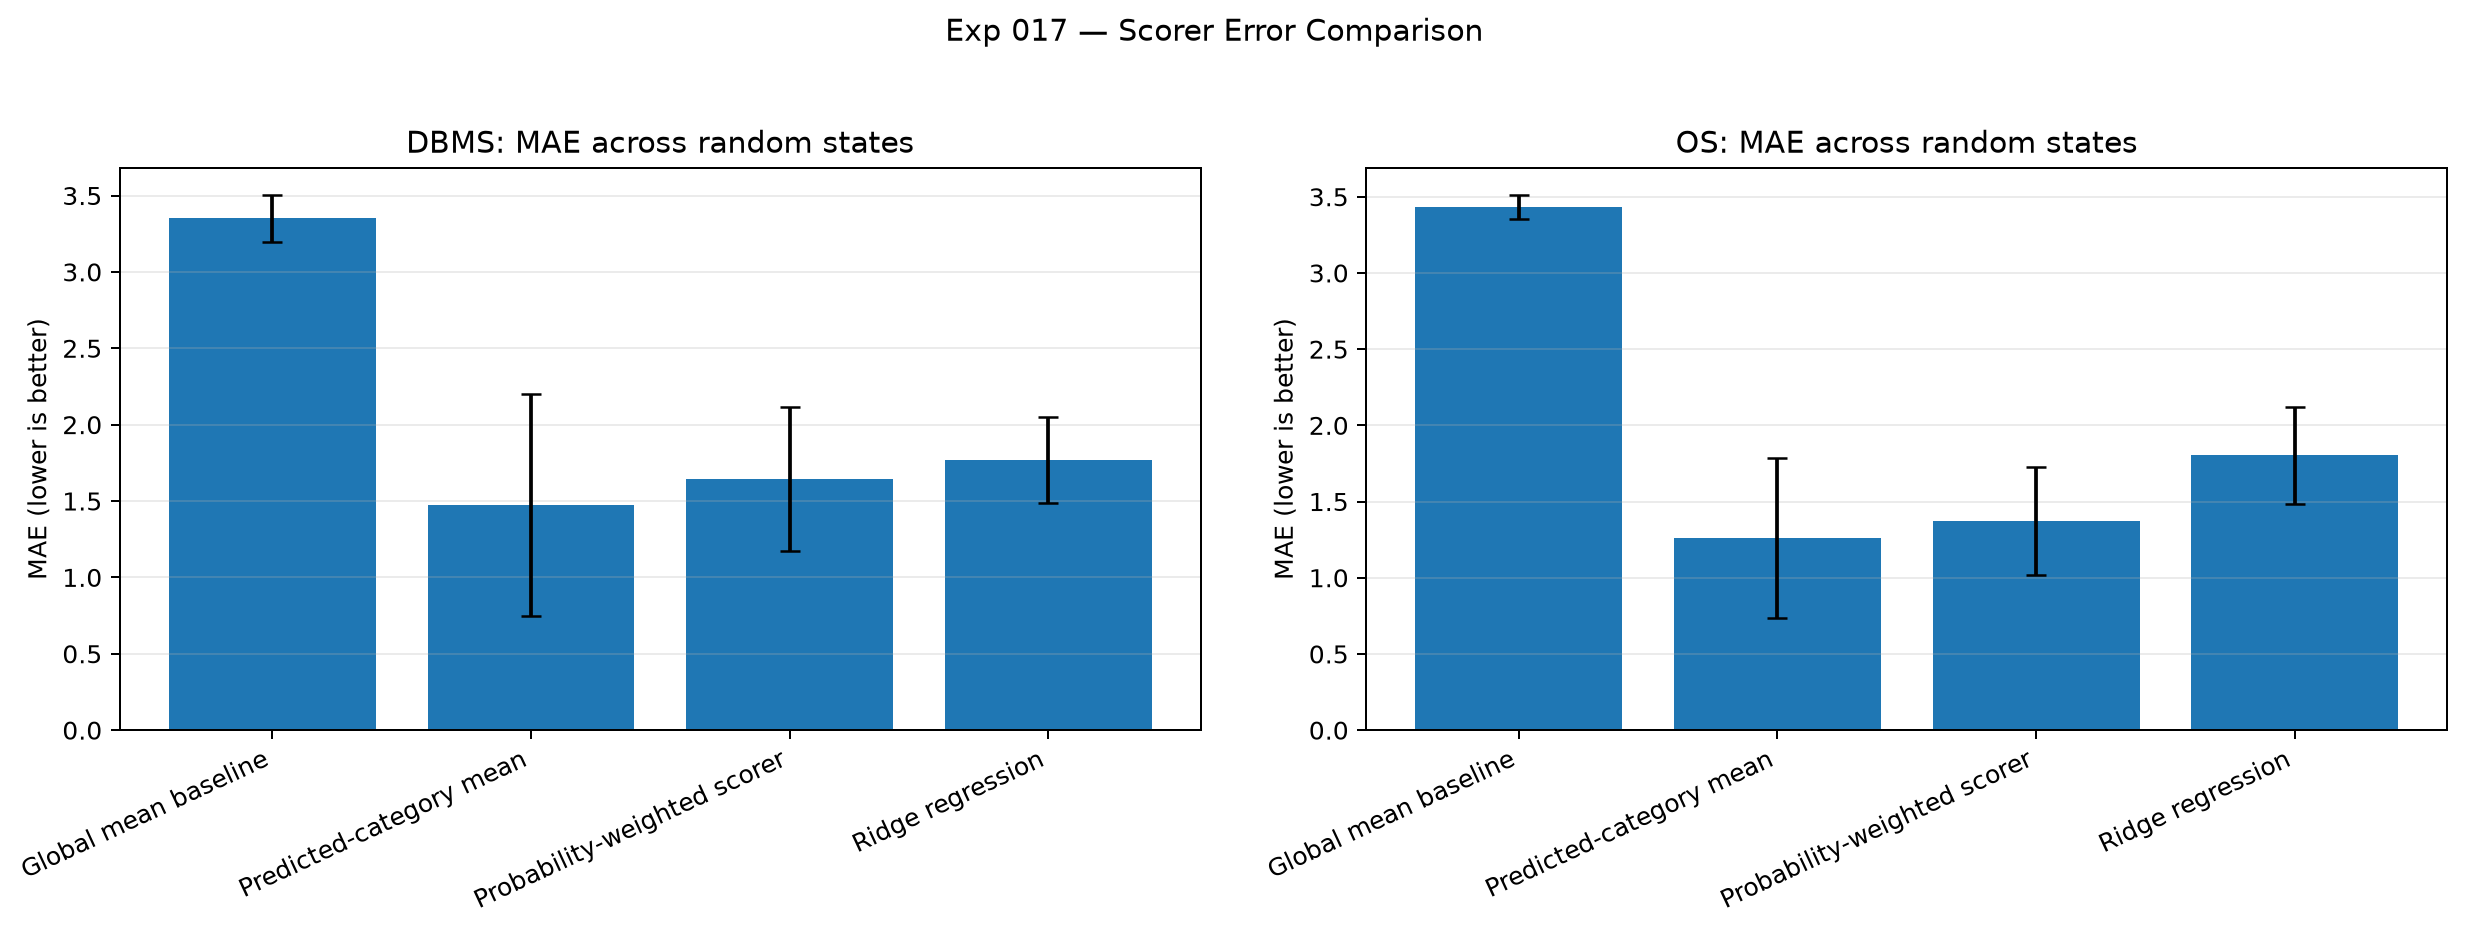 Exp 017 — Scorer Error Comparison
DBMS: MAE across random states
MAE (lower is better)
3.5
3.0
2.5
2.0
1.5
1.0
0.5
0.0
Global mean baseline
Predicted-category mean
Probability-weighted scorer
Ridge regression
OS: MAE across random states
MAE (lower is better)
3.5
3.0
2.5
2.0
1.5
1.0
0.5
0.0
Global mean baseline
Predicted-category mean
Probability-weighted scorer
Ridge regression